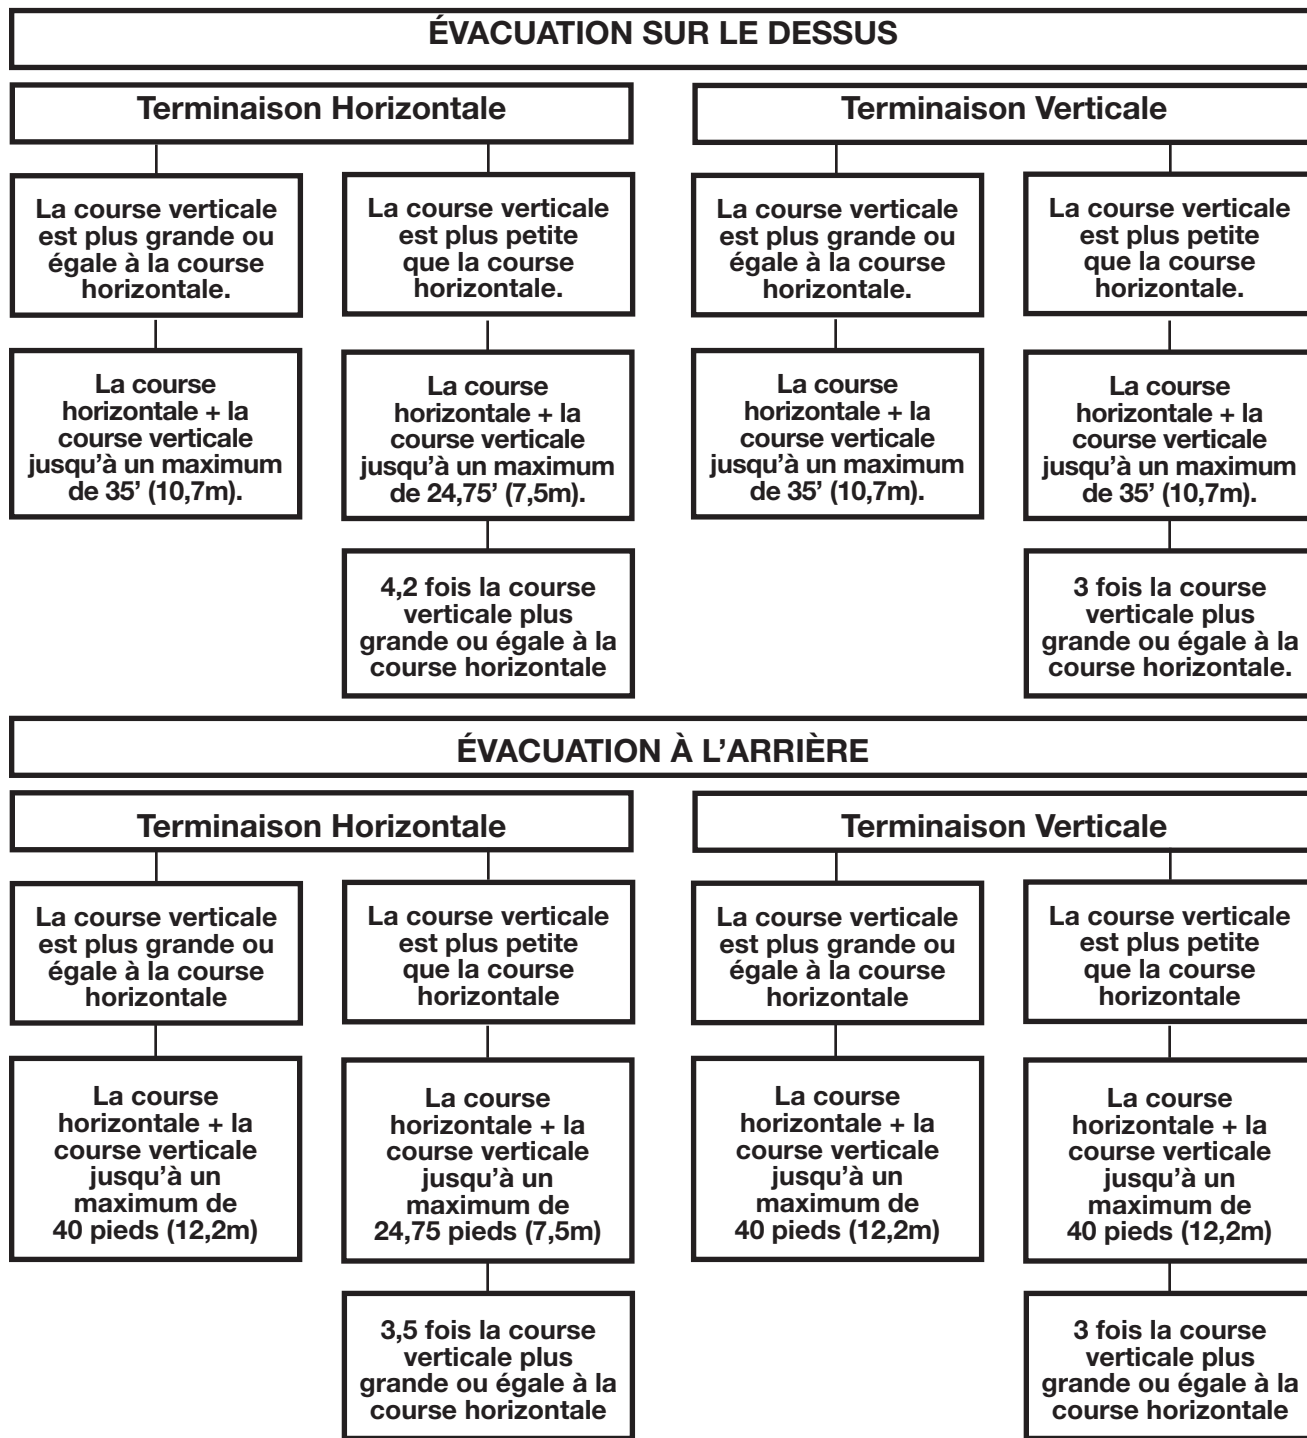 ÉVACUATION SUR LE DESSUS
Terminaison Horizontale
La course verticale
est plus grande ou
égale à la course
horizontale.
La course
horizontale + la
course verticale
jusqu’à un maximum
de 35’ (10,7m).
La course verticale
est plus petite
que la course
horizontale.
La course
horizontale + la
course verticale
jusqu’à un maximum
de 24,75’ (7,5m).
4,2 fois la course
verticale plus
grande ou égale à la
course horizontale
Terminaison Verticale
La course verticale
est plus grande ou
égale à la course
horizontale.
La course
horizontale + la
course verticale
jusqu’à un maximum
de 35’ (10,7m).
La course verticale
est plus petite
que la course
horizontale.
La course
horizontale + la
course verticale
jusqu’à un maximum
de 35’ (10,7m).
3 fois la course
verticale plus
grande ou égale à la
course horizontale.
ÉVACUATION À L’ARRIÈRE
Terminaison Horizontale
La course verticale
est plus grande ou
égale à la course
horizontale
La course
horizontale + la
course verticale
jusqu’à un
maximum de
40 pieds (12,2m)
La course verticale
est plus petite
que la course
horizontale
La course
horizontale + la
course verticale
jusqu’à un
maximum de
24,75 pieds (7,5m)
3,5 fois la course
verticale plus
grande ou égale à la
course horizontale
Terminaison Verticale
La course verticale
est plus grande ou
égale à la course
horizontale
La course
horizontale + la
course verticale
jusqu’à un
maximum de
40 pieds (12,2m)
La course verticale
est plus petite
que la course
horizontale
La course
horizontale + la
course verticale
jusqu’à un
maximum de
40 pieds (12,2m)
3 fois la course
verticale plus
grande ou égale à la
course horizontale